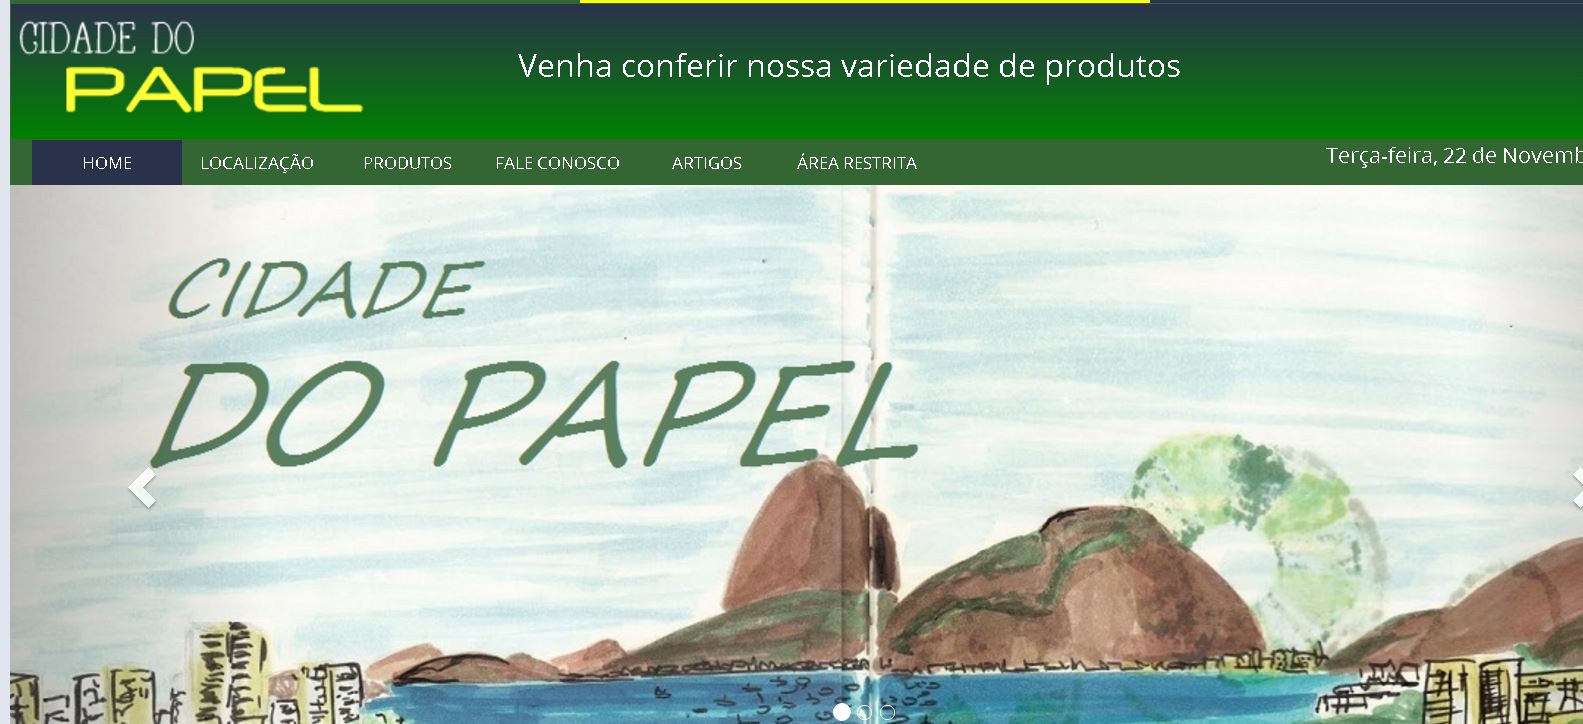 CIDADE DO
PAPEL
Venha conferir nossa variedade de produtos
HOME LOCALIZAÇÃO PRODUTOS FALE CONOSCO ARTIGOS ÁREA RESTRITA
Terça-feira, 22 de Novemb
CIDADE
DO PAPEL